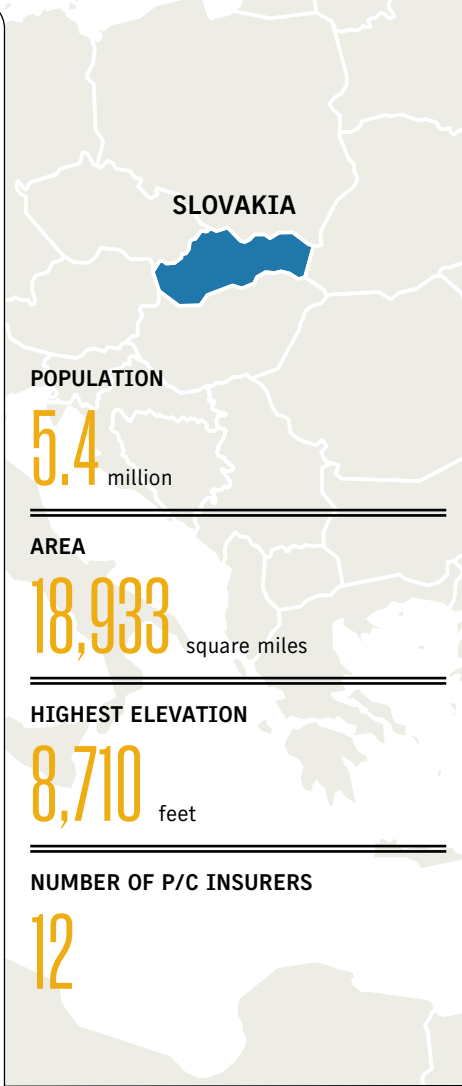 SLOVAKIA
POPULATION
5.4 million
AREA
18,933 square miles
HIGHEST ELEVATION
8,710 feet
NUMBER OF P/C INSURERS
12